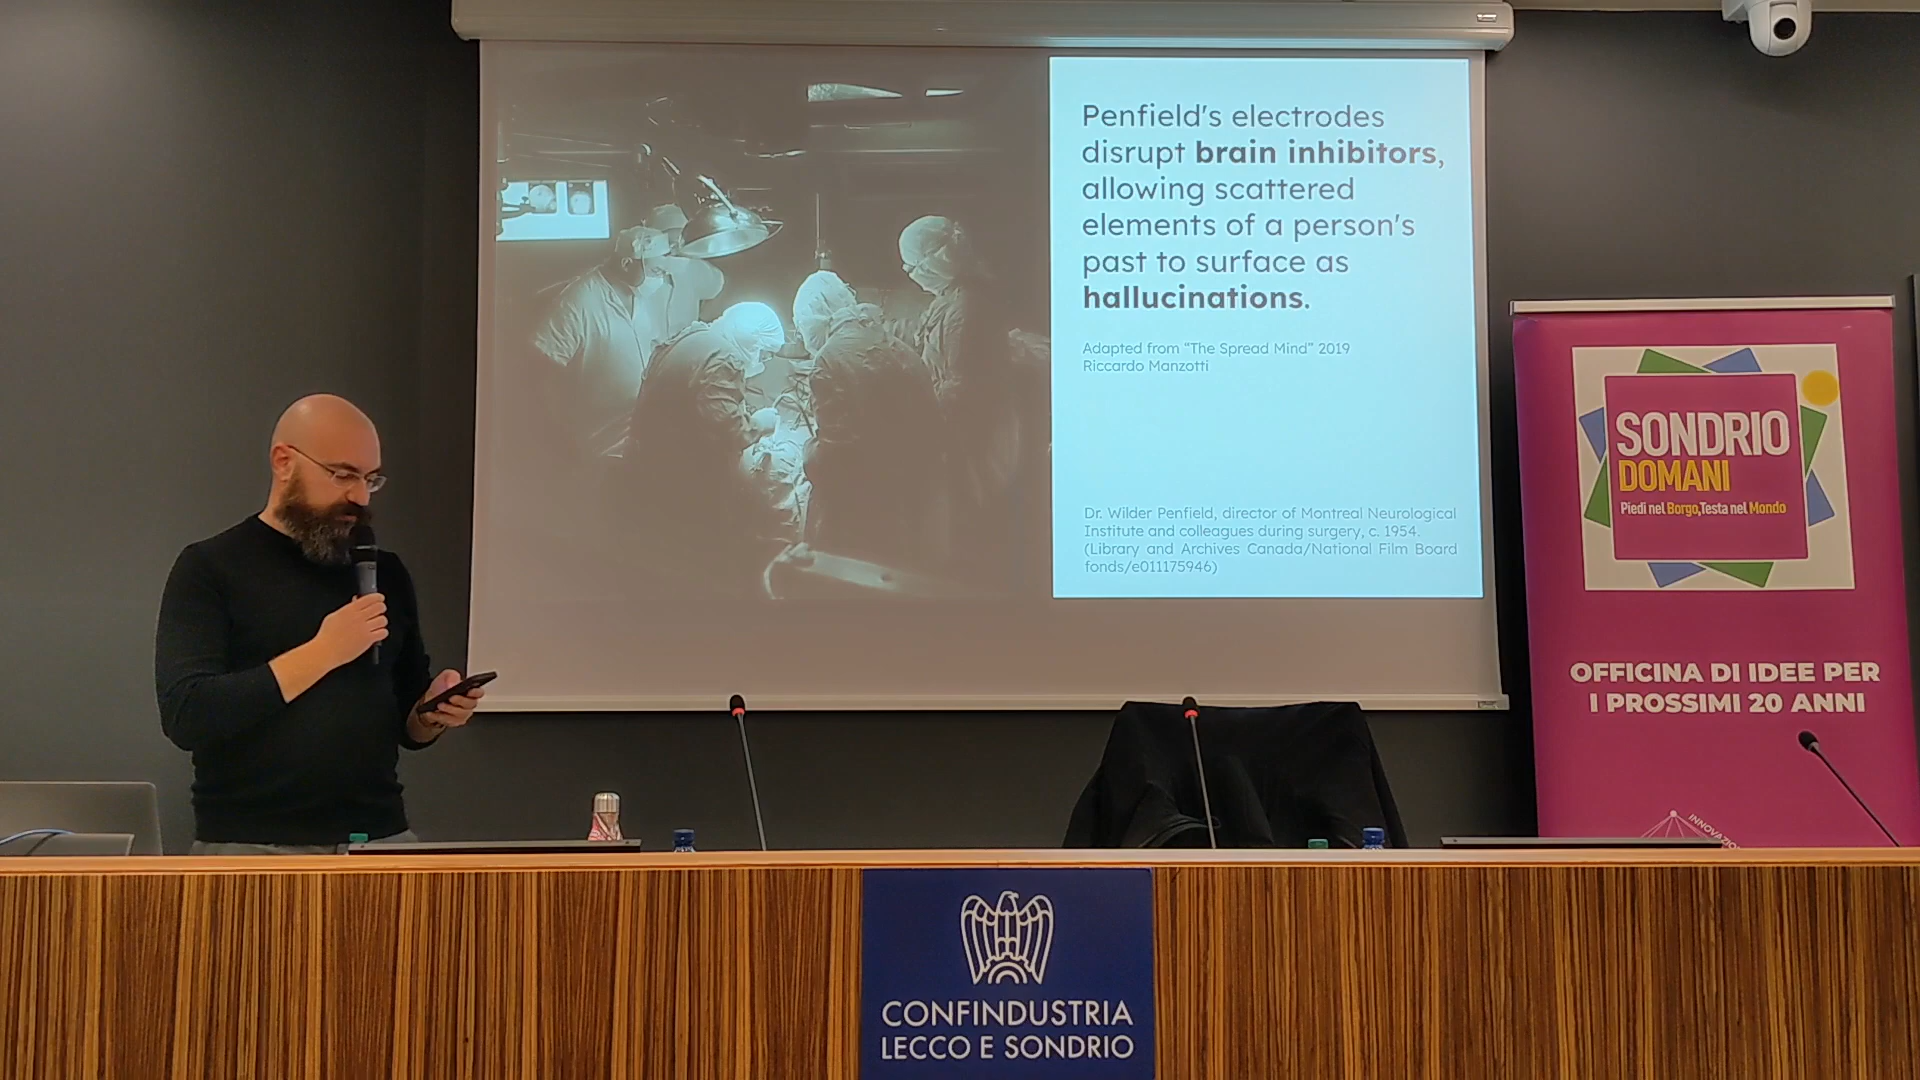 Penfield's electrodes
disrupt brain inhibitors,
allowing scattered
elements of a person's
past to surface as
hallucinations.
Adapted from “The Spread Mind” 2019
Riccardo Manzotti
Dr. Wilder Penfield, director of Montreal Neurological
Institute and colleagues during surgery, c. 1954.
(Library and Archives Canada/National Film Board
fonds/e011175946)
SONDRIO
DOMANI
Piedi nel Borgo,Testa nel Mondo
OFFICINA DI IDEE PER
I PROSSIMI 20 ANNI
CONFINDUSTRIA
LECCO E SONDRIO